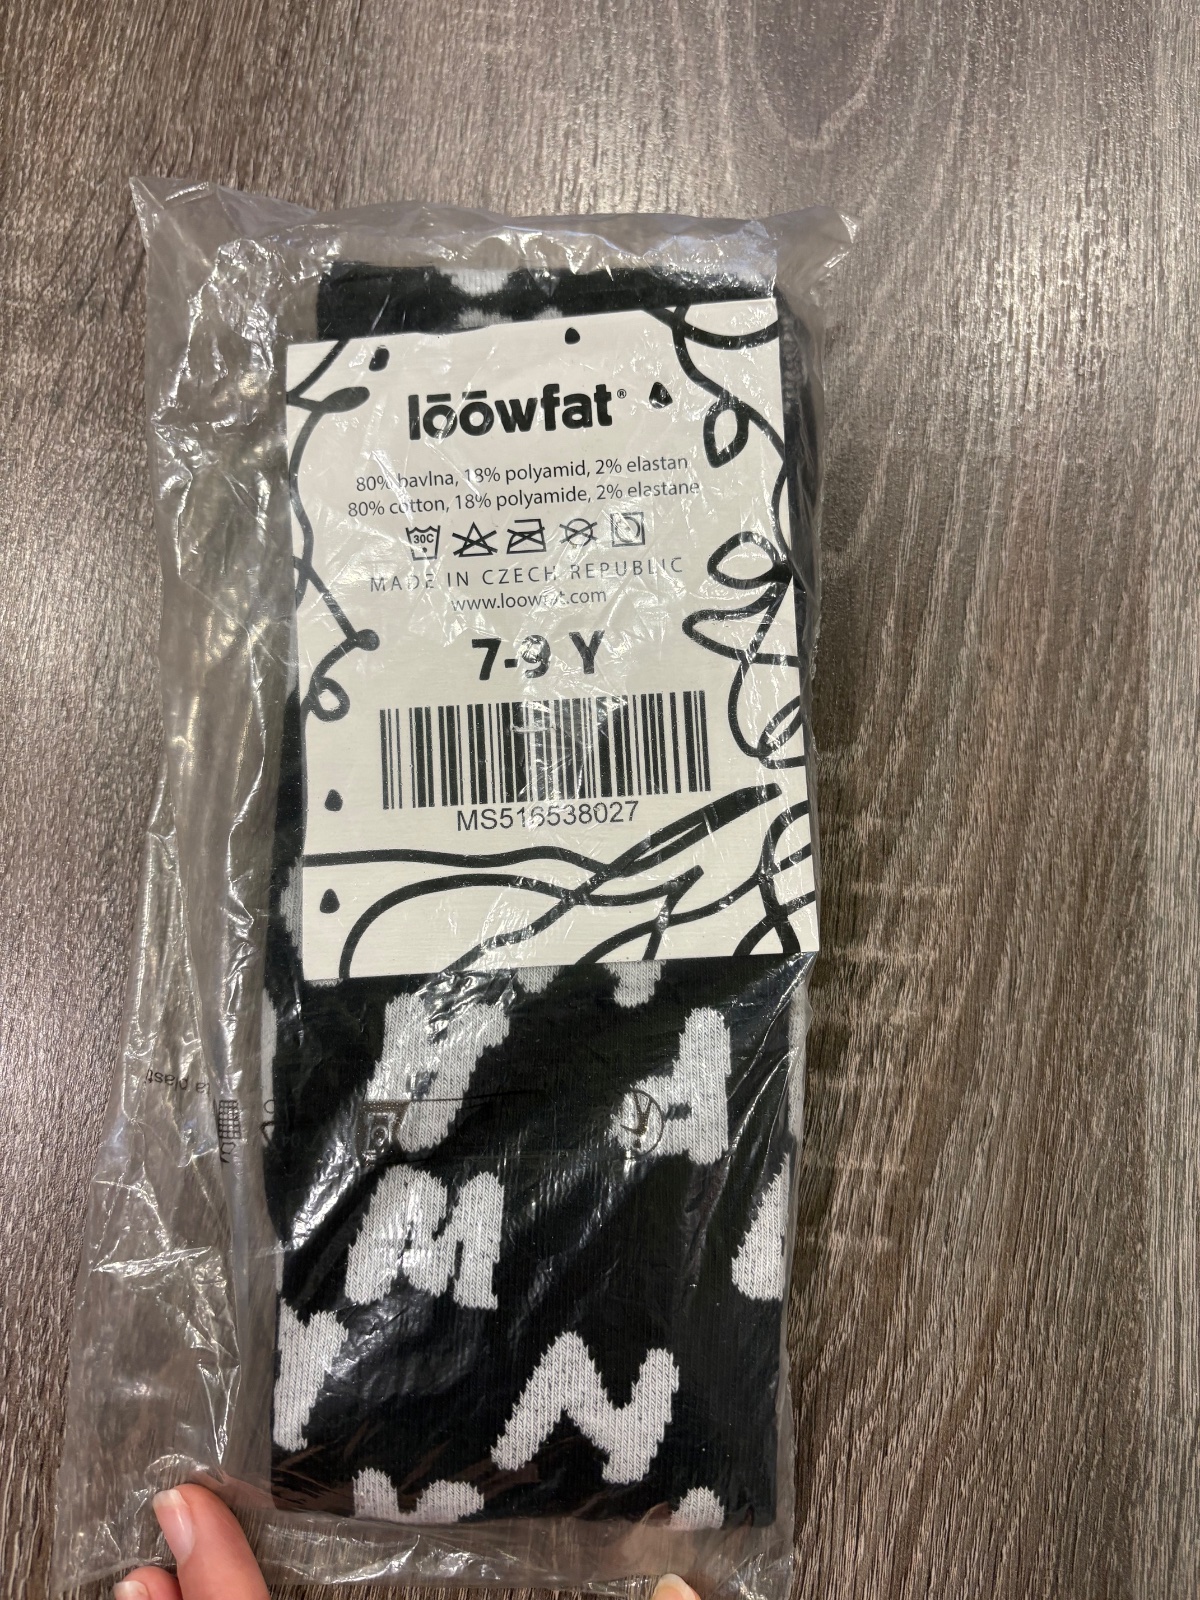 lōōwfat®
80% bavlna, 18% polyamid, 2% elastan
80% cotton, 18% polyamide, 2% elastane
30C
MADE IN CZECH REPUBLIC
www.loowfat.com
7-9 Y
MS516538027
M
N